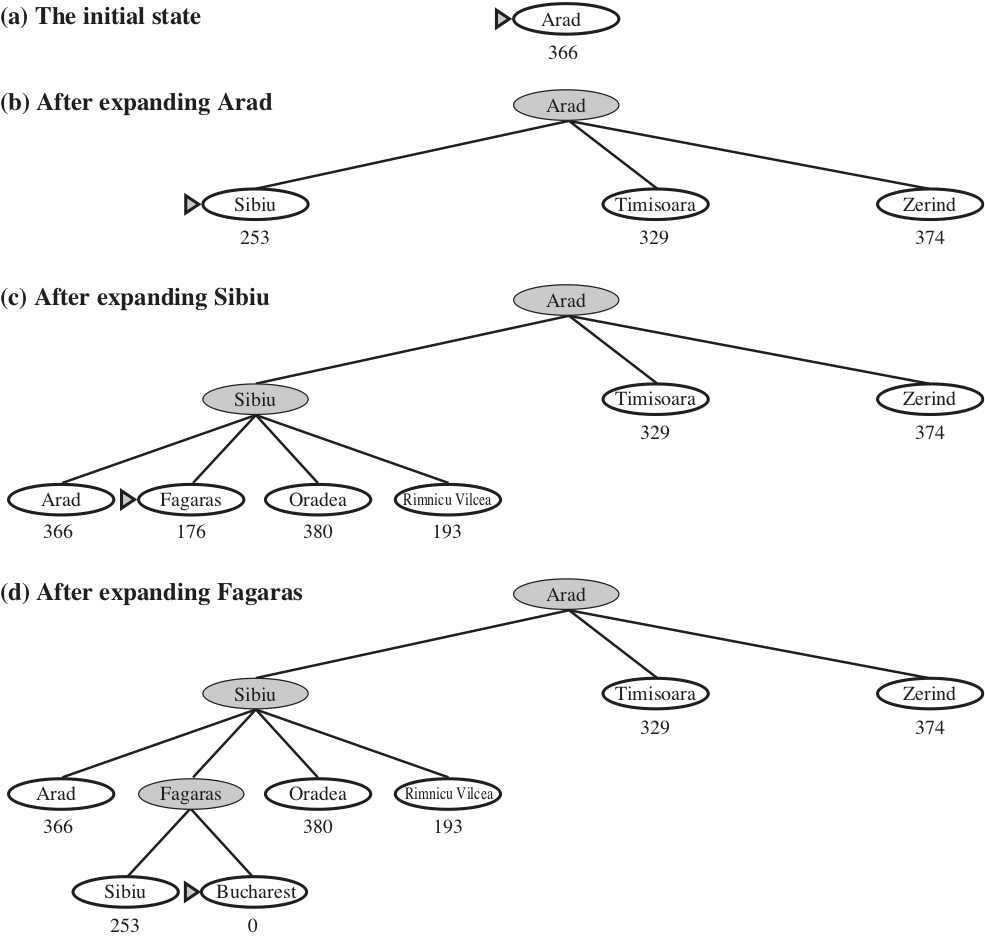 (a) The initial state
Arad
366
(b) After expanding Arad
Arad
Sibiu Timisoara Zerind
253 329 374
(c) After expanding Sibiu
Arad
Sibiu Timisoara Zerind
329 374
Arad Fagaras Oradea Rimnicu Vilcea
366 176 380 193
(d) After expanding Fagaras
Arad
Sibiu Timisoara Zerind
329 374
Arad Fagaras Oradea Rimnicu Vilcea
366 380 193
Sibiu Bucharest
253 0